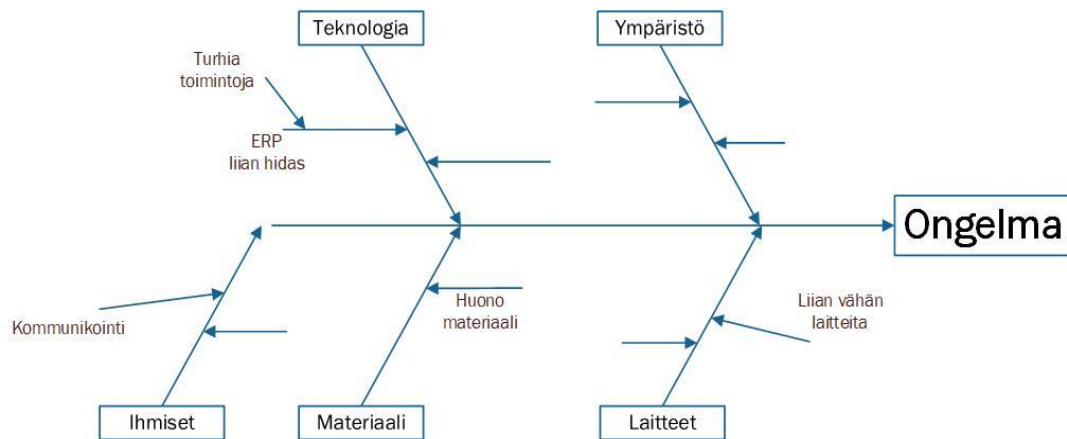 Teknologia
Ympäristö
Turhia
toimintoja
ERP
liian hidas
Ongelma
Kommunikointi
Huono
materiaali
Liian vähän
laitteita
Ihmiset
Materiaali
Laitteet